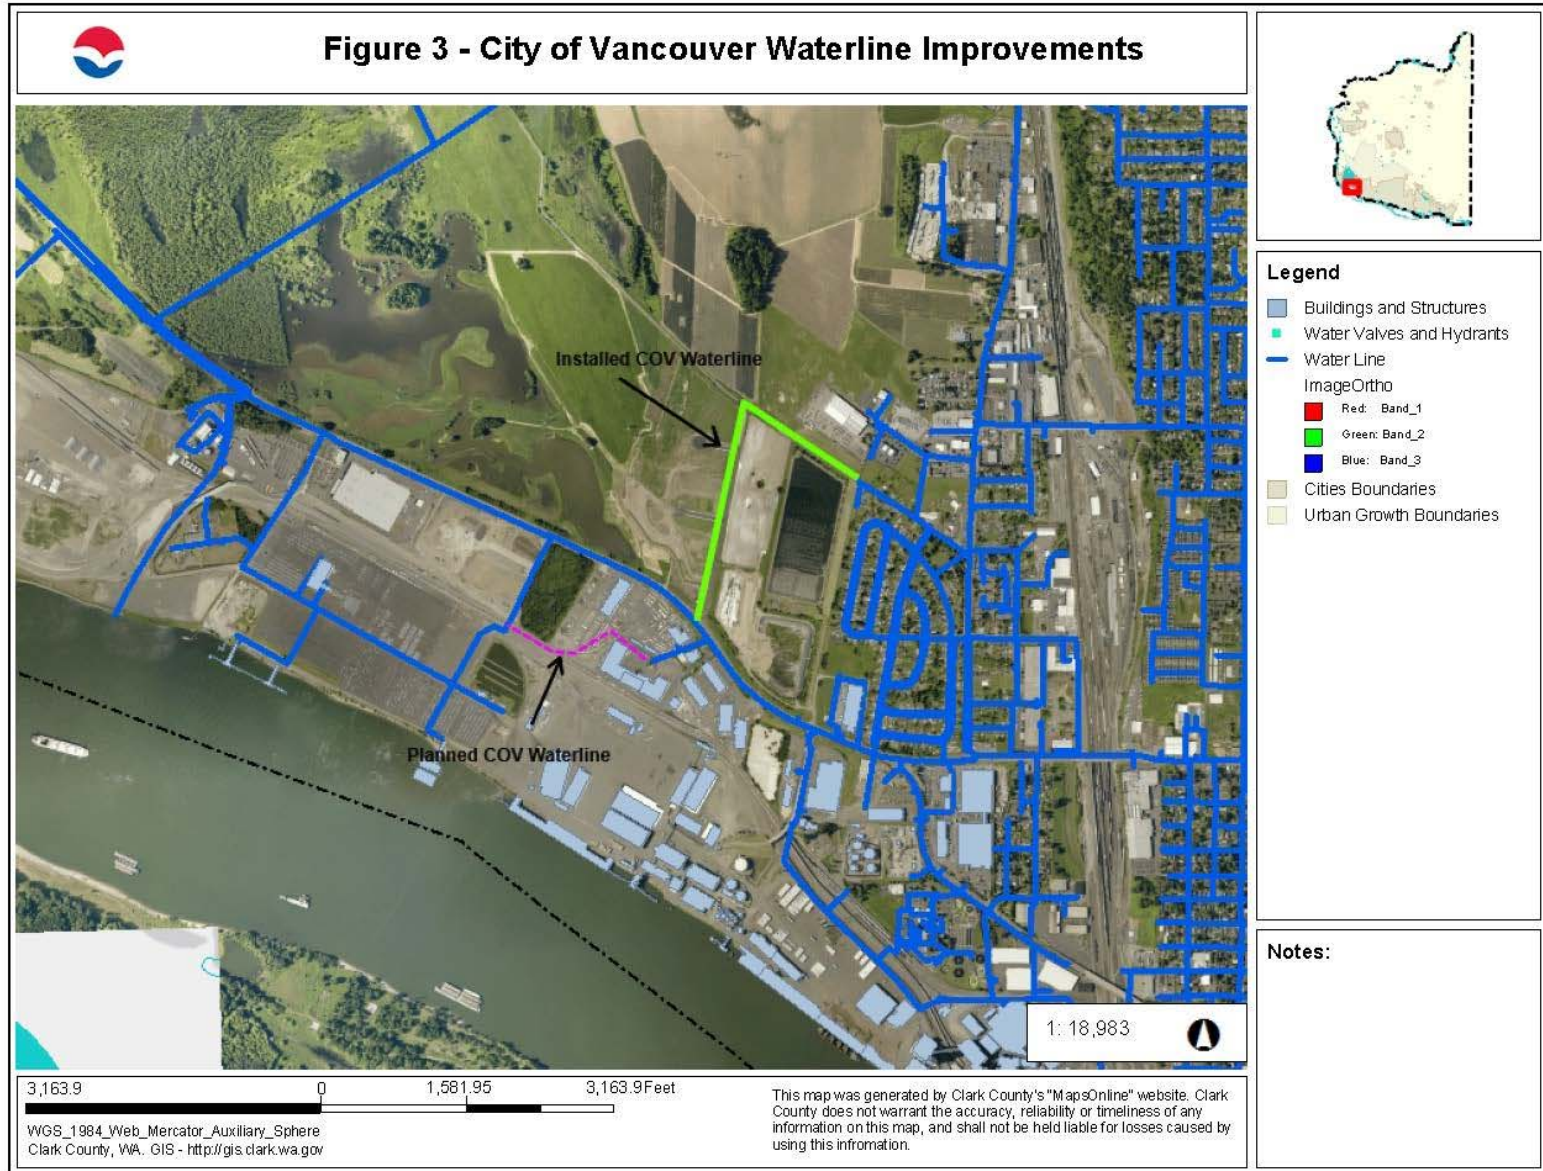 Figure 3 - City of Vancouver Waterline Improvements
Installed COV Waterline
Planned COV Waterline
1: 18,983
Legend
Buildings and Structures
Water Valves and Hydrants
Water Line
ImageOrtho
Red: Band_1
Green: Band_2
Blue: Band_3
Cities Boundaries
Urban Growth Boundaries
Notes:
3,163.9 0 1,581.95 3,163.9 Feet
WGS_1984_Web_Mercator_Auxiliary_Sphere
Clark County, WA. GIS - http://gis.clark.wa.gov
This map was generated by Clark County's "MapsOnline" website. Clark
County does not warrant the accuracy, reliability or timeliness of any
information on this map, and shall not be held liable for losses caused by
using this infromation.